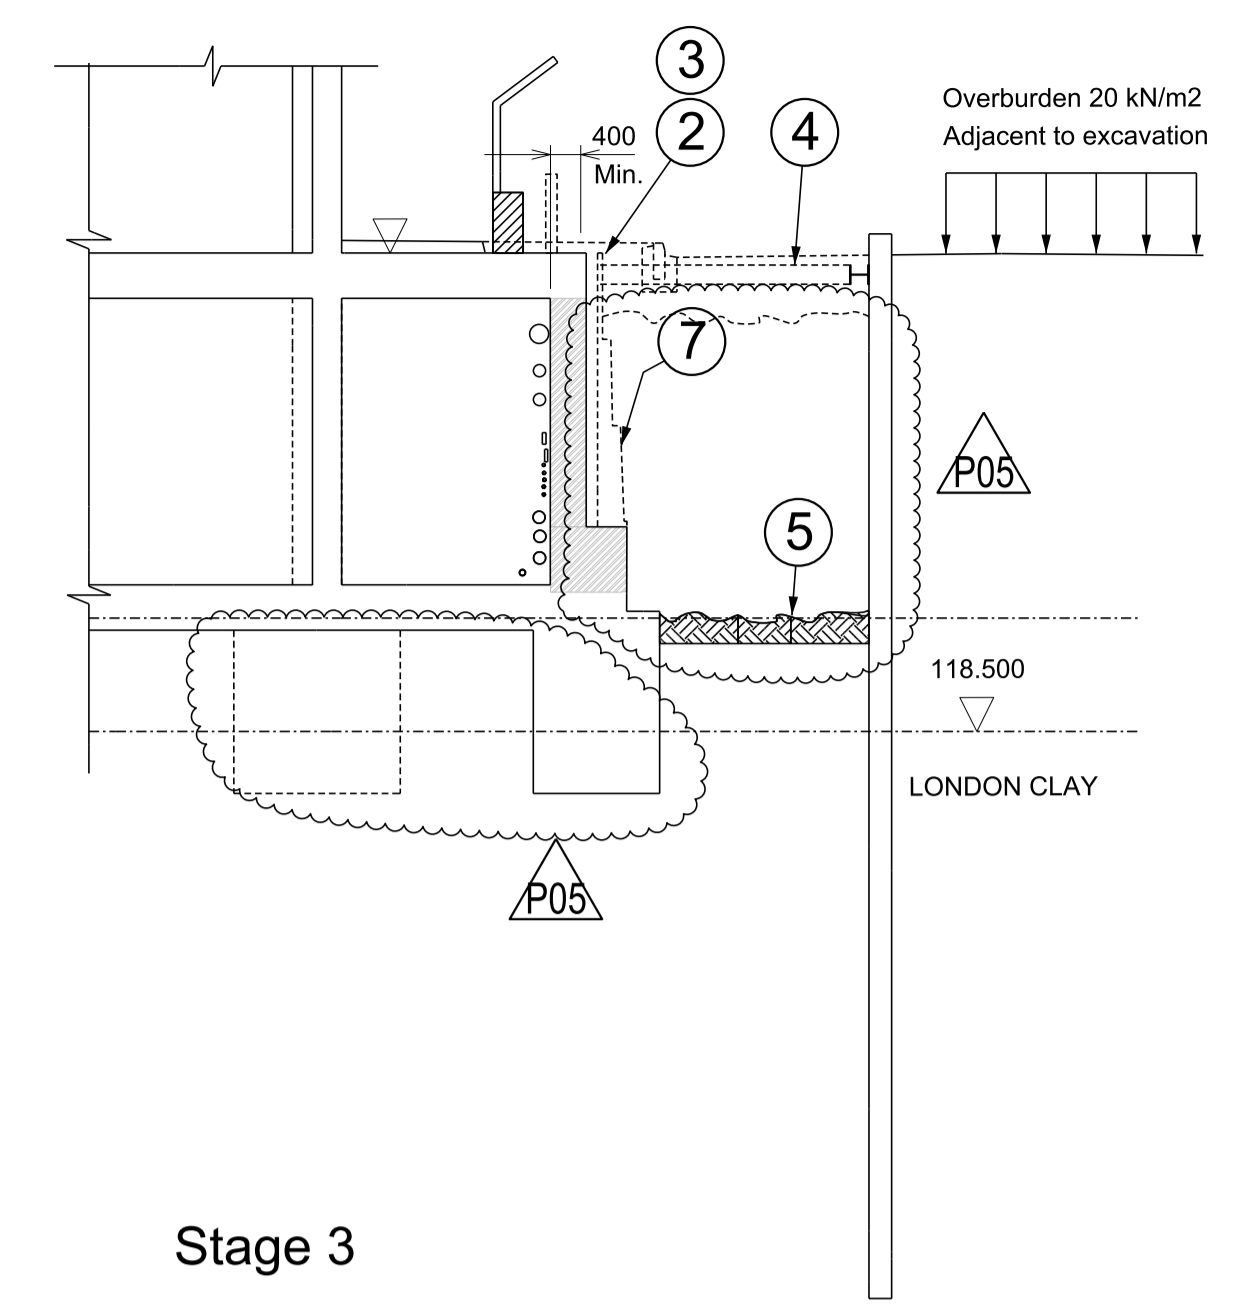 3
2
4
400
Min.
Overburden 20 kN/m2
Adjacent to excavation
7
P05
5
118.500
LONDON CLAY
P05
Stage 3